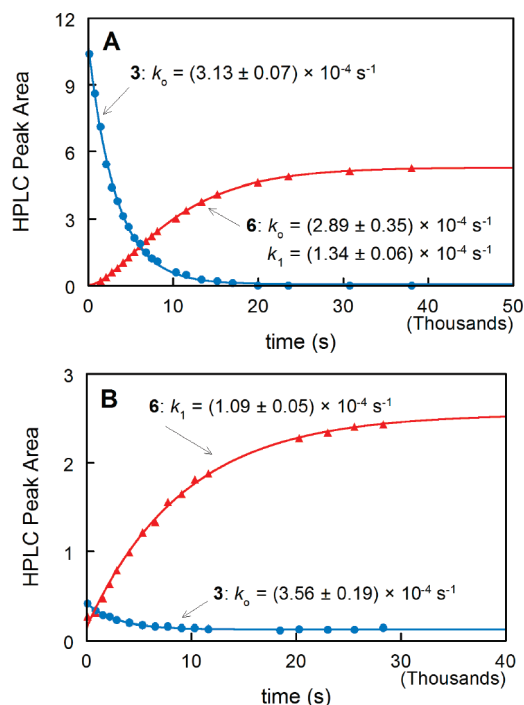 12
9
6
3
0
HPLC Peak Area
A
3: kₒ = (3.13 ± 0.07) × 10⁻⁴ s⁻¹
6: kₒ = (2.89 ± 0.35) × 10⁻⁴ s⁻¹
k₁ = (1.34 ± 0.06) × 10⁻⁴ s⁻¹
0 10 20 30 40 50
(Thousands)
time (s)
3
2
1
0
HPLC Peak Area
B
6: k₁ = (1.09 ± 0.05) × 10⁻⁴ s⁻¹
3: kₒ = (3.56 ± 0.19) × 10⁻⁴ s⁻¹
0 10 20 30 40
(Thousands)
time (s)